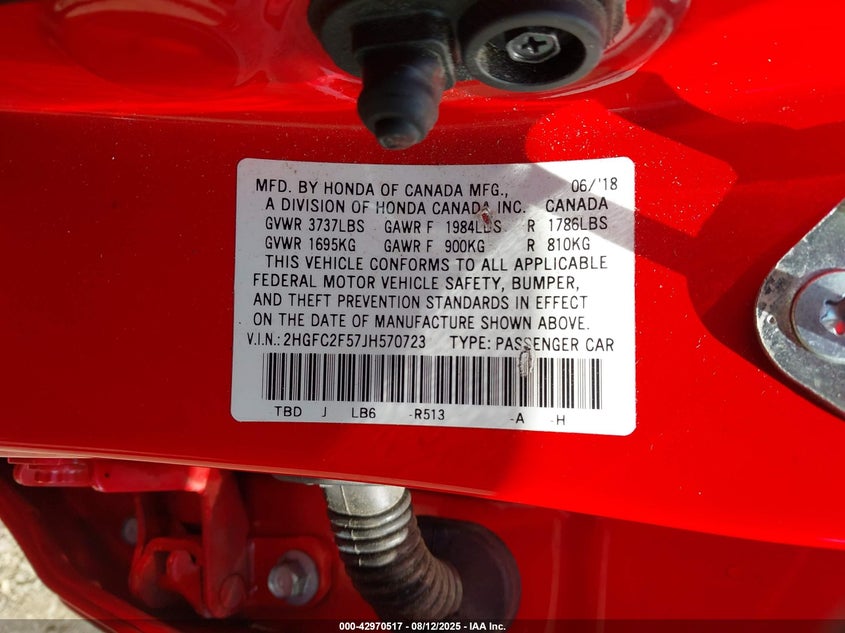 MFD. BY HONDA OF CANADA MFG., 06/'18
A DIVISION OF HONDA CANADA INC. CANADA
GVWR 3737LBS GAWR F 1984LBS R 1786LBS
GVWR 1695KG GAWR F 900KG R 810KG
THIS VEHICLE CONFORMS TO ALL APPLICABLE
FEDERAL MOTOR VEHICLE SAFETY, BUMPER,
AND THEFT PREVENTION STANDARDS IN EFFECT
ON THE DATE OF MANUFACTURE SHOWN ABOVE.
V.I.N.: 2HGFC2F57JH570723 TYPE: PASSENGER CAR
TBD J LB6 -R513 -A -H
000-42970517 - 08/12/2025 - IAA Inc.